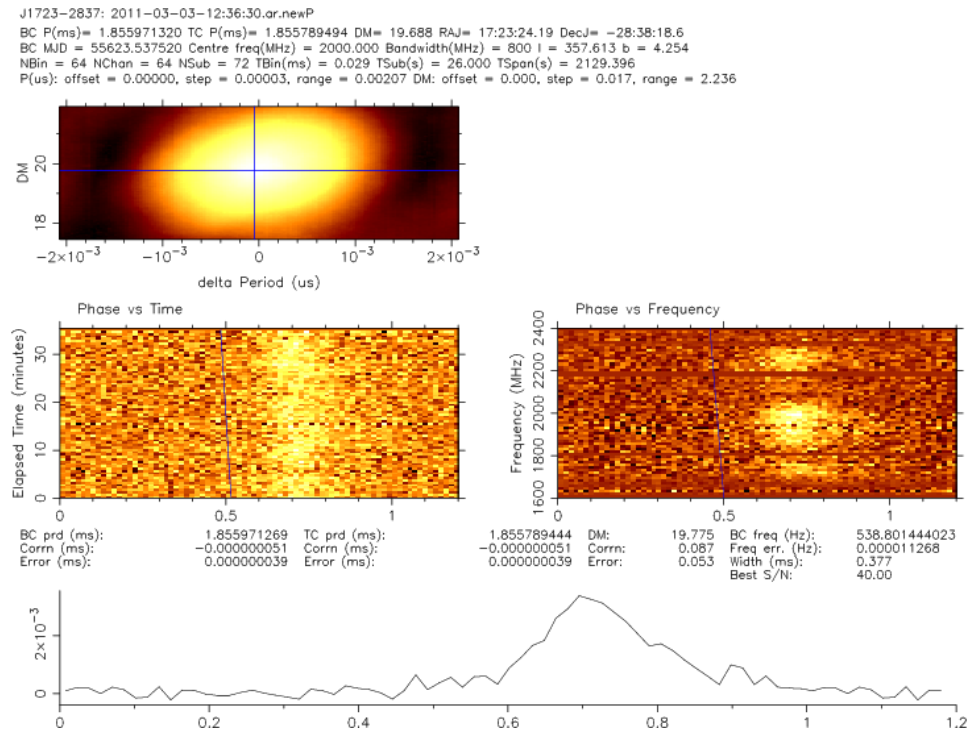 J1723-2837: 2011-03-03-12:36:30.ar.newP
BC P(ms)= 1.855971320 TC P(ms)= 1.855789494 DM= 19.688 RAJ= 17:23:24.19 DecJ= -28:38:18.6
BC MJD = 55623.537520 Centre freq(MHz) = 2000.000 Bandwidth(MHz) = 800 l = 357.613 b = 4.254
NBin = 64 NChan = 64 NSub = 72 TBin(ms) = 0.029 TSub(s) = 26.000 TSpan(s) = 2129.396
P(us): offset = 0.00000, step = 0.00003, range = 0.00207 DM: offset = 0.000, step = 0.017, range = 2.236
DM
20
18
−2×10⁻³ −10⁻³ 0 10⁻³ 2×10⁻³
delta Period (us)
Phase vs Time
Elapsed Time (minutes)
30
20
10
0
0 0.5 1
Phase vs Frequency
Frequency (MHz)
2400
2200
2000
1800
1600
0 0.5 1
BC prd (ms): 1.855971269 TC prd (ms): 1.855789444 DM: 19.775 BC freq (Hz): 538.801444023
Corrn (ms): -0.000000051 Corrn (ms): -0.000000051 Corrn: 0.087 Freq err. (Hz): 0.000011268
Error (ms): 0.000000039 Error (ms): 0.000000039 Error: 0.053 Width (ms): 0.377
Best S/N: 40.00
2×10⁻³
0
0 0.2 0.4 0.6 0.8 1 1.2